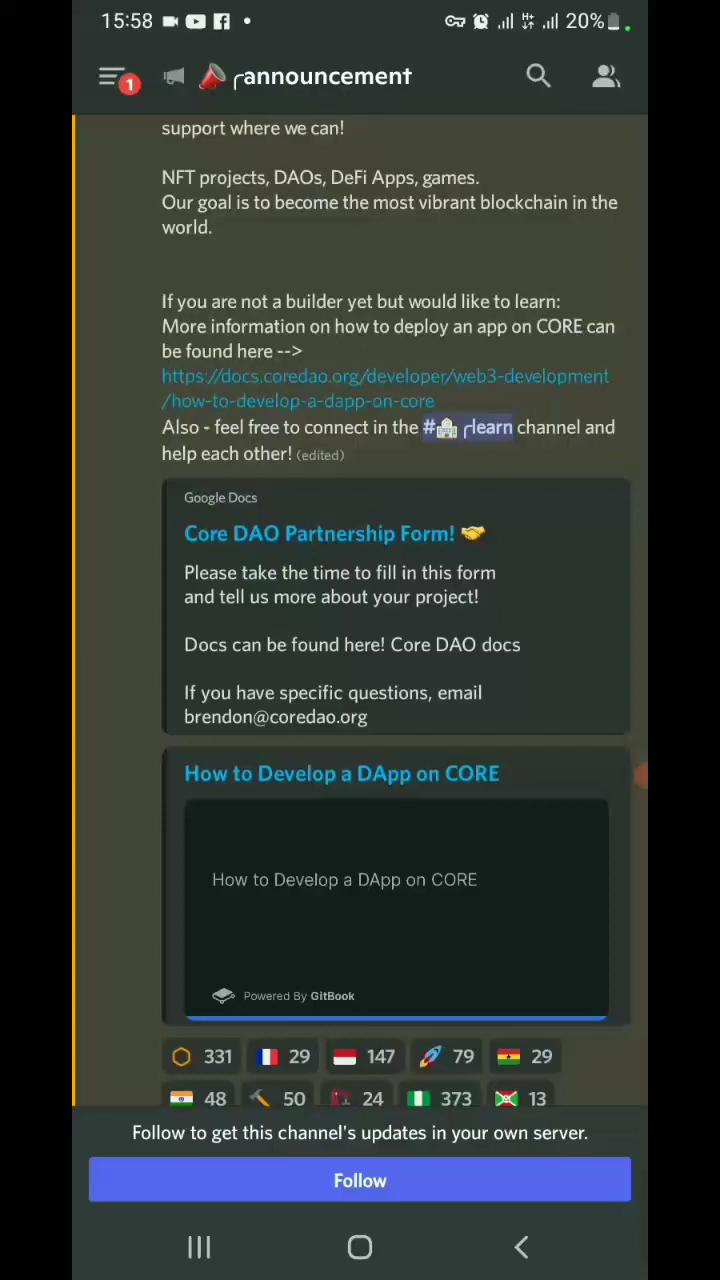 15:58
20%
1
╭announcement
support where we can!
NFT projects, DAOs, DeFi Apps, games.
Our goal is to become the most vibrant blockchain in the
world.
If you are not a builder yet but would like to learn:
More information on how to deploy an app on CORE can
be found here -->
https://docs.coredao.org/developer/web3-development
/how-to-develop-a-dapp-on-core
Also - feel free to connect in the #🏫╭learn channel and
help each other! (edited)
Google Docs
Core DAO Partnership Form! 🤝
Please take the time to fill in this form
and tell us more about your project!
Docs can be found here! Core DAO docs
If you have specific questions, email
brendon@coredao.org
How to Develop a DApp on CORE
How to Develop a DApp on CORE
Powered By GitBook
331 29 147 79 29
48 50 24 373 13
Follow to get this channel's updates in your own server.
Follow